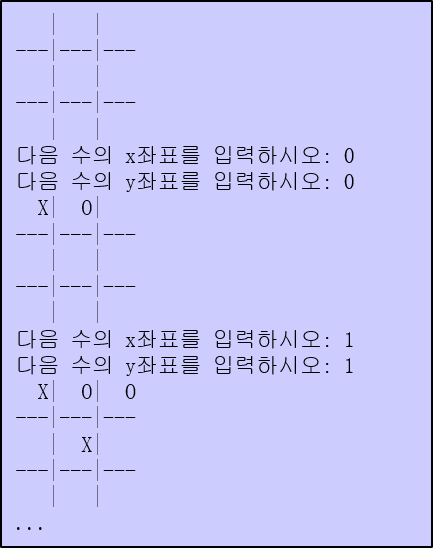 |   |
---|---|---
   |   |
---|---|---
   |   |
다음 수의 x좌표를 입력하시오: 0
다음 수의 y좌표를 입력하시오: 0
  X|  O|
---|---|---
   |   |
---|---|---
   |   |
다음 수의 x좌표를 입력하시오: 1
다음 수의 y좌표를 입력하시오: 1
  X|  O|  O
---|---|---
   |  X|
---|---|---
   |   |
...